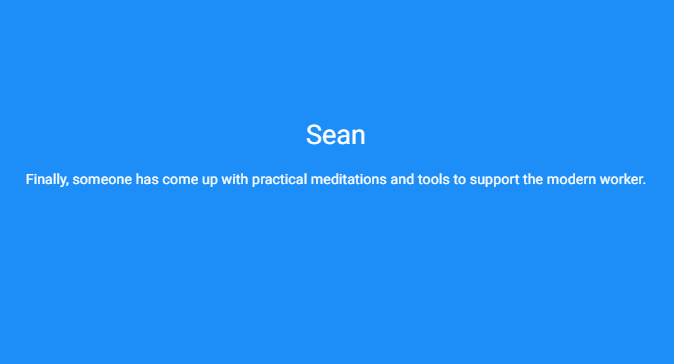 Sean
Finally, someone has come up with practical meditations and tools to support the modern worker.